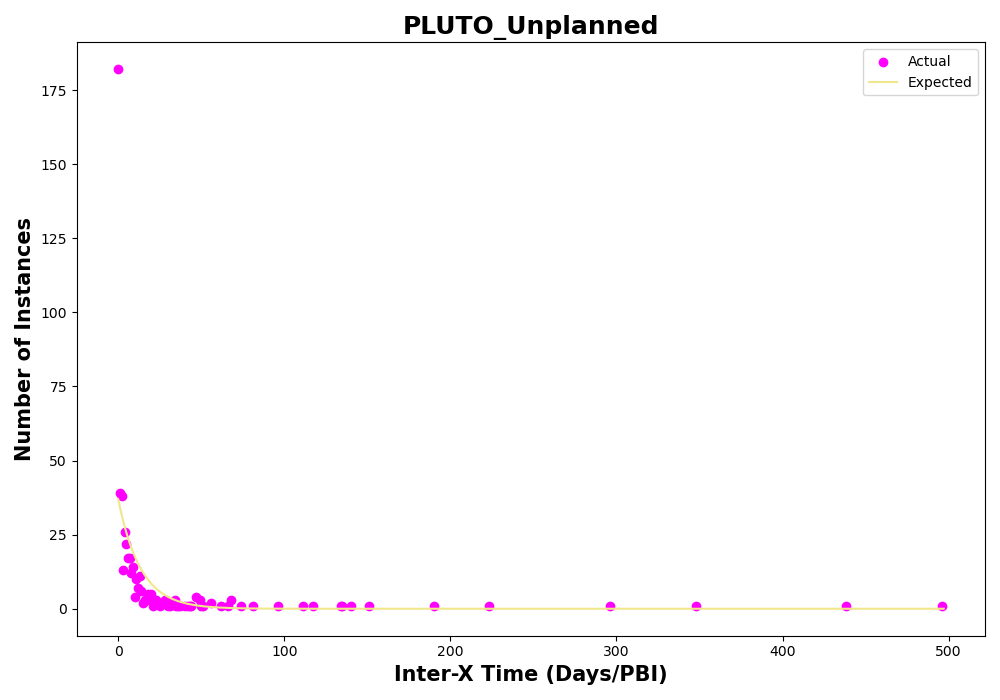 PLUTO_Unplanned
Actual
Expected
Number of Instances
175
150
125
100
75
50
25
0
0 100 200 300 400 500
Inter-X Time (Days/PBI)